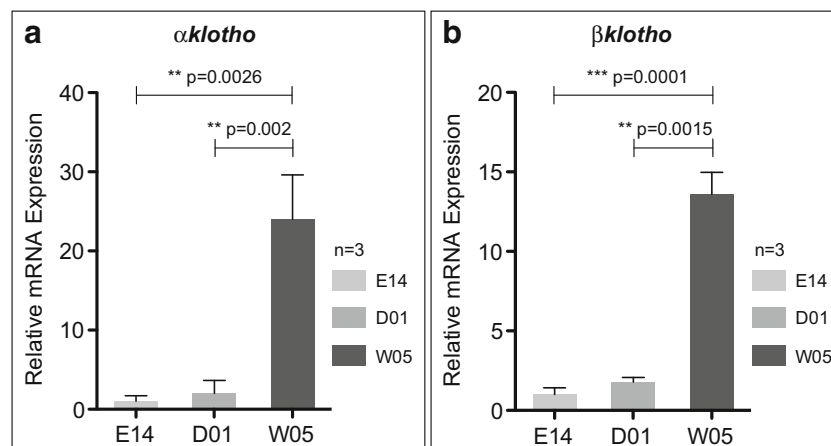 a
αklotho
** p=0.0026
** p=0.002
Relative mRNA Expression
40
30
20
10
0
E14 D01 W05
n=3
E14
D01
W05
b
βklotho
*** p=0.0001
** p=0.0015
Relative mRNA Expression
20
15
10
5
0
E14 D01 W05
n=3
E14
D01
W05